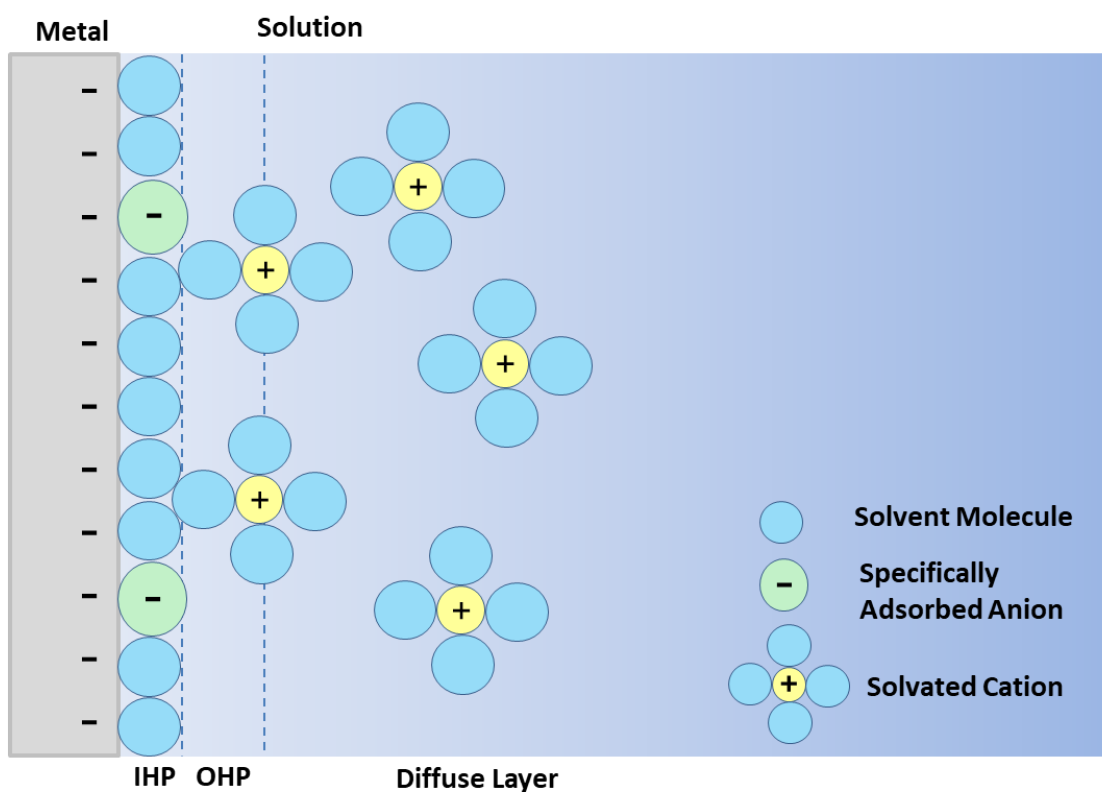 Metal
Solution
-
-
-
-
-
-
-
-
-
-
-
-
-
+
+
+
+
+
Solvent Molecule
-
Specifically
Adsorbed Anion
+
Solvated Cation
IHP
OHP
Diffuse Layer